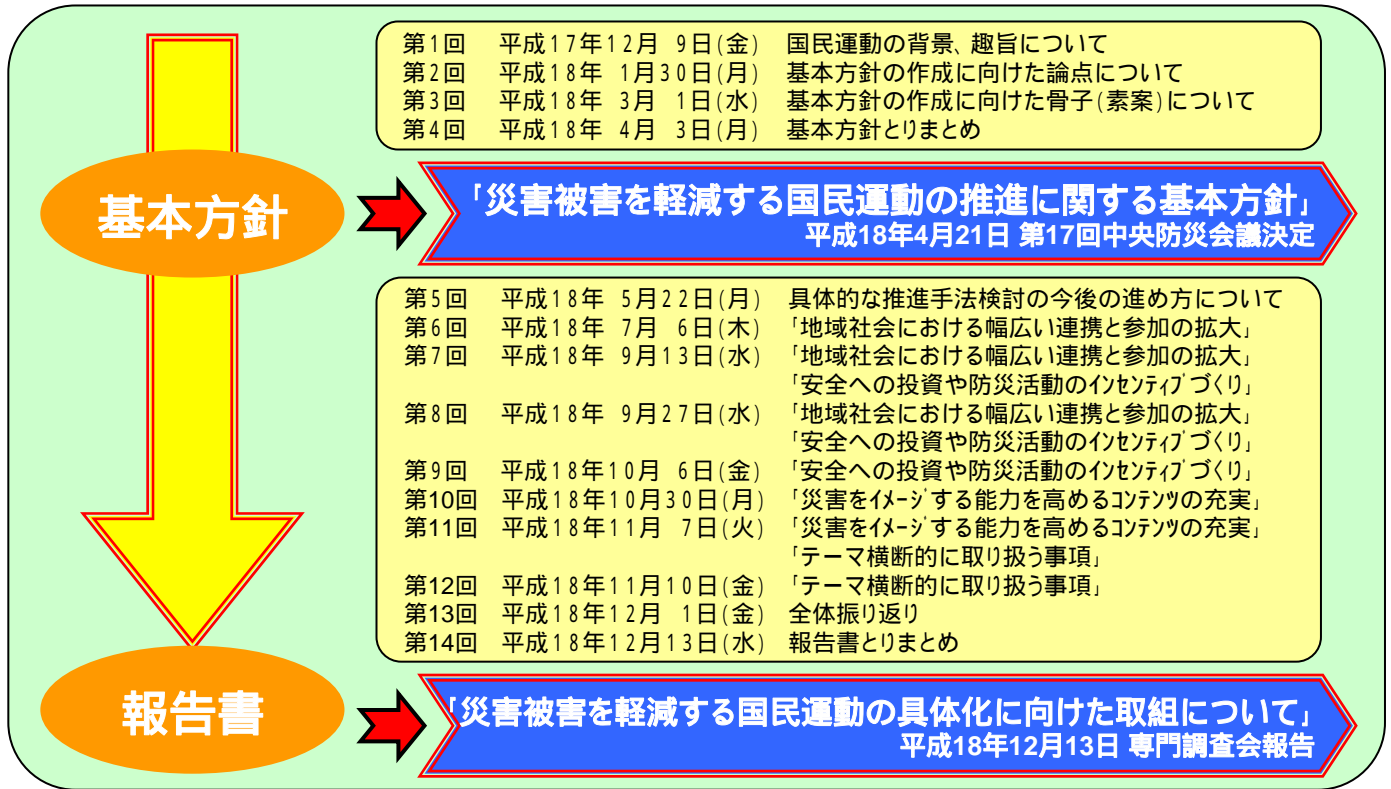 第1回 平成17年12月 9日(金) 国民運動の背景、趣旨について
第2回 平成18年 1月30日(月) 基本方針の作成に向けた論点について
第3回 平成18年 3月 1日(水) 基本方針の作成に向けた骨子(素案)について
第4回 平成18年 4月 3日(月) 基本方針とりまとめ
基本方針
「災害被害を軽減する国民運動の推進に関する基本方針」
平成18年4月21日 第17回中央防災会議決定
第5回 平成18年 5月22日(月) 具体的な推進手法検討の今後の進め方について
第6回 平成18年 7月 6日(木) 「地域社会における幅広い連携と参加の拡大」
第7回 平成18年 9月13日(水) 「地域社会における幅広い連携と参加の拡大」
「安全への投資や防災活動のインセンティブづくり」
第8回 平成18年 9月27日(水) 「地域社会における幅広い連携と参加の拡大」
「安全への投資や防災活動のインセンティブづくり」
第9回 平成18年10月 6日(金) 「安全への投資や防災活動のインセンティブづくり」
第10回 平成18年10月30日(月) 「災害をイメージする能力を高めるコンテンツの充実」
第11回 平成18年11月 7日(火) 「災害をイメージする能力を高めるコンテンツの充実」
「テーマ横断的に取り扱う事項」
第12回 平成18年11月10日(金) 「テーマ横断的に取り扱う事項」
第13回 平成18年12月 1日(金) 全体振り返り
第14回 平成18年12月13日(水) 報告書とりまとめ
報告書
「災害被害を軽減する国民運動の具体化に向けた取組について」
平成18年12月13日 専門調査会報告